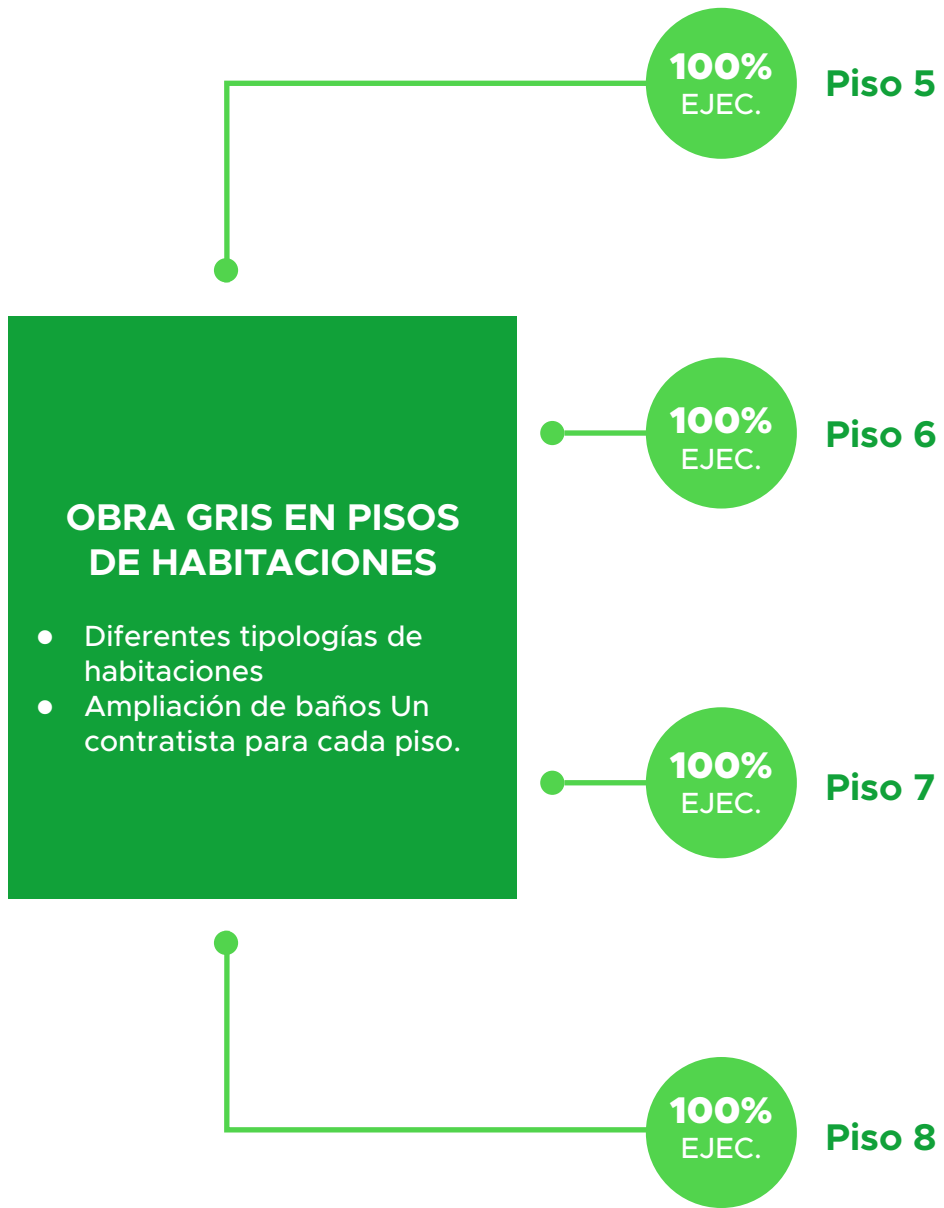 100%
EJEC.
Piso 5
OBRA GRIS EN PISOS
DE HABITACIONES
● Diferentes tipologías de
habitaciones
● Ampliación de baños Un
contratista para cada piso.
100%
EJEC.
Piso 6
100%
EJEC.
Piso 7
100%
EJEC.
Piso 8